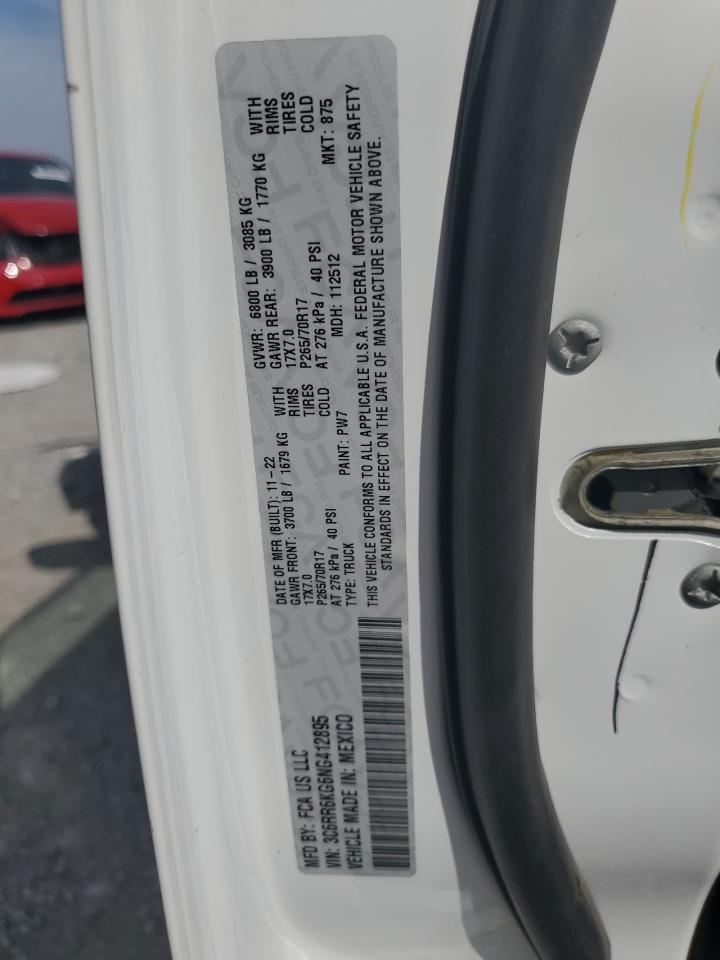 MFD BY: FCA US LLC
VIN: 3C6RR6KG6NG412895
VEHICLE MADE IN: MEXICO
DATE OF MFR (BUILT): 11-22 GVWR: 6800 LB / 3085 KG
GAWR FRONT: 3700 LB / 1679 KG WITH GAWR REAR: 3900 LB / 1770 KG WITH
17X7.0 RIMS 17X7.0 RIMS
P265/70R17 TIRES P265/70R17 TIRES
AT 276 kPa / 40 PSI COLD AT 276 kPa / 40 PSI COLD
TYPE: TRUCK PAINT: PW7 MDH: 112512 MKT: 875
THIS VEHICLE CONFORMS TO ALL APPLICABLE U.S.A. FEDERAL MOTOR VEHICLE SAFETY
STANDARDS IN EFFECT ON THE DATE OF MANUFACTURE SHOWN ABOVE.